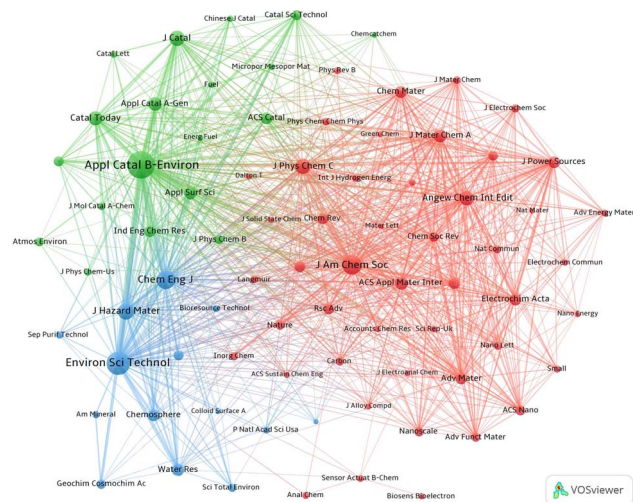 Chinese J Catal
Catal Sci Technol
J Catal
Chemcatchem
Catal Lett
Micropor Mesopor Mat
Phys Rev B
J Mater Chem
Fuel
Chem Mater
Appl Catal A-Gen
J Electrochem Soc
Catal Today
ACS Catal
Phys Chem Chem Phys
Green Chem
J Mater Chem A
Energ Fuel
Appl Catal B-Environ
J Phys Chem C
J Power Sources
Dalton T
Int J Hydrogen Energ
J Mol Catal A-Chem
Appl Surf Sci
Angew Chem Int Edit
Nat Mater
Adv Energy Mater
J Solid State Chem
Chem Rev
Mater Lett
Atmos Environ
Ind Eng Chem Res
J Phys Chem B
Chem Soc Rev
Nat Commun
J Phys Chem-Us
Chem Eng J
Langmuir
J Am Chem Soc
Electrochem Commun
ACS Appl Mater Inter
J Hazard Mater
Bioresource Technol
Rsc Adv
Electrochim Acta
Nano Energy
Sep Purif Technol
Nature
Accounts Chem Res
Sci Rep-Uk
Environ Sci Technol
Inorg Chem
Carbon
Nano Lett
ACS Sustain Chem Eng
J Electroanal Chem
Adv Mater
Small
Am Mineral
Chemosphere
Colloid Surface A
J Alloy Compd
ACS Nano
P Natl Acad Sci Usa
Nanoscale
Adv Funct Mater
Water Res
Geochim Cosmochim Ac
Sci Total Environ
Sensor Actuat B-Chem
Anal Chem
Biosens Bioelectron
VOSviewer